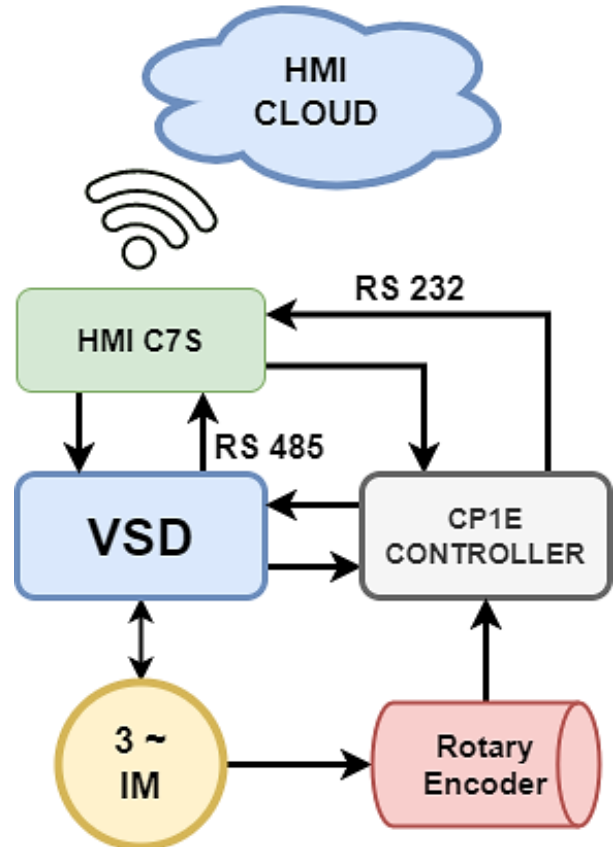 HMI
CLOUD
RS 232
HMI C7S
RS 485
VSD
CP1E
CONTROLLER
3 ~
IM
Rotary
Encoder